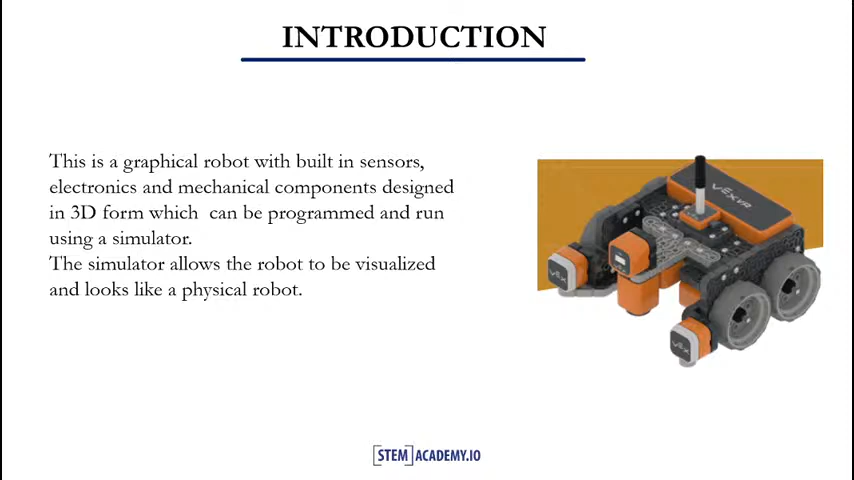 INTRODUCTION
This is a graphical robot with built in sensors,
electronics and mechanical components designed
in 3D form which  can be programmed and run
using a simulator.
The simulator allows the robot to be visualized
and looks like a physical robot.
VEXVR
VEX
VEX
[STEM]ACADEMY.IO